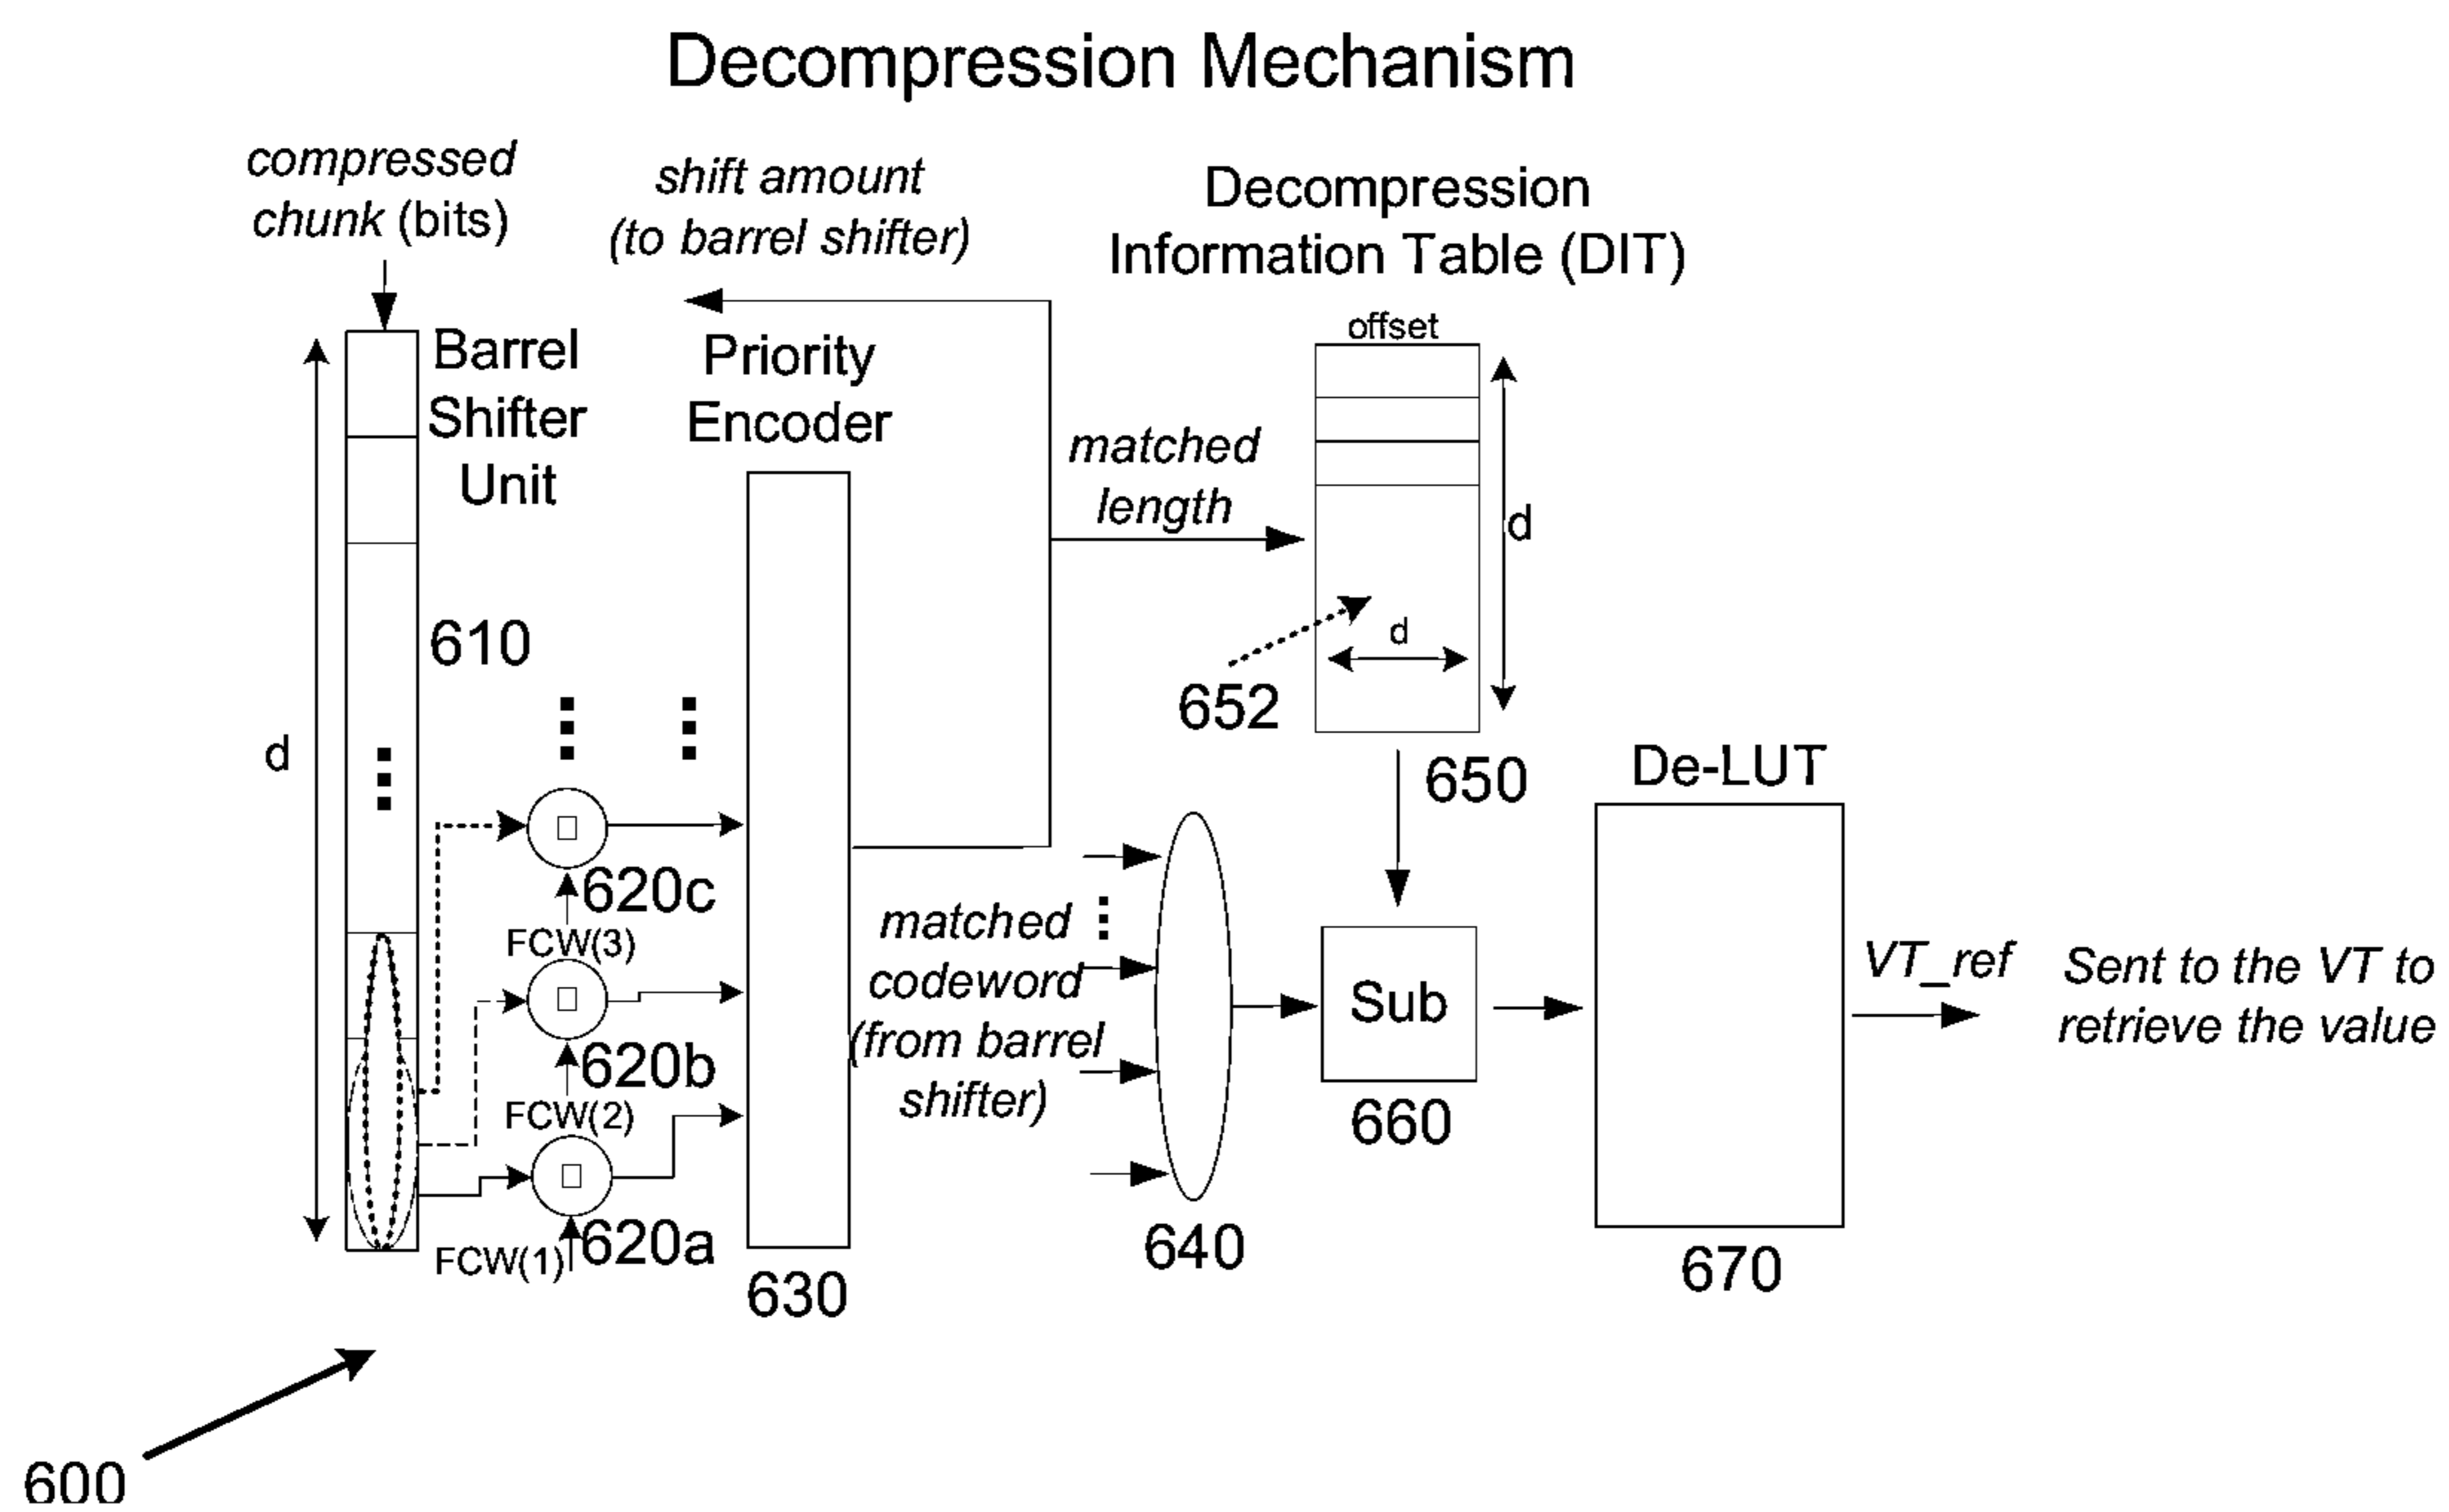 Decompression Mechanism
compressed
chunk (bits)
shift amount
(to barrel shifter)
Decompression
Information Table (DIT)
offset
Barrel
Shifter
Unit
Priority
Encoder
matched
length
d
d
610
652
d
650
De-LUT
620c
FCW(3)
620b
FCW(2)
620a
FCW(1)
630
matched
codeword
(from barrel
shifter)
640
Sub
660
670
VT_ref
Sent to the VT to
retrieve the value
600